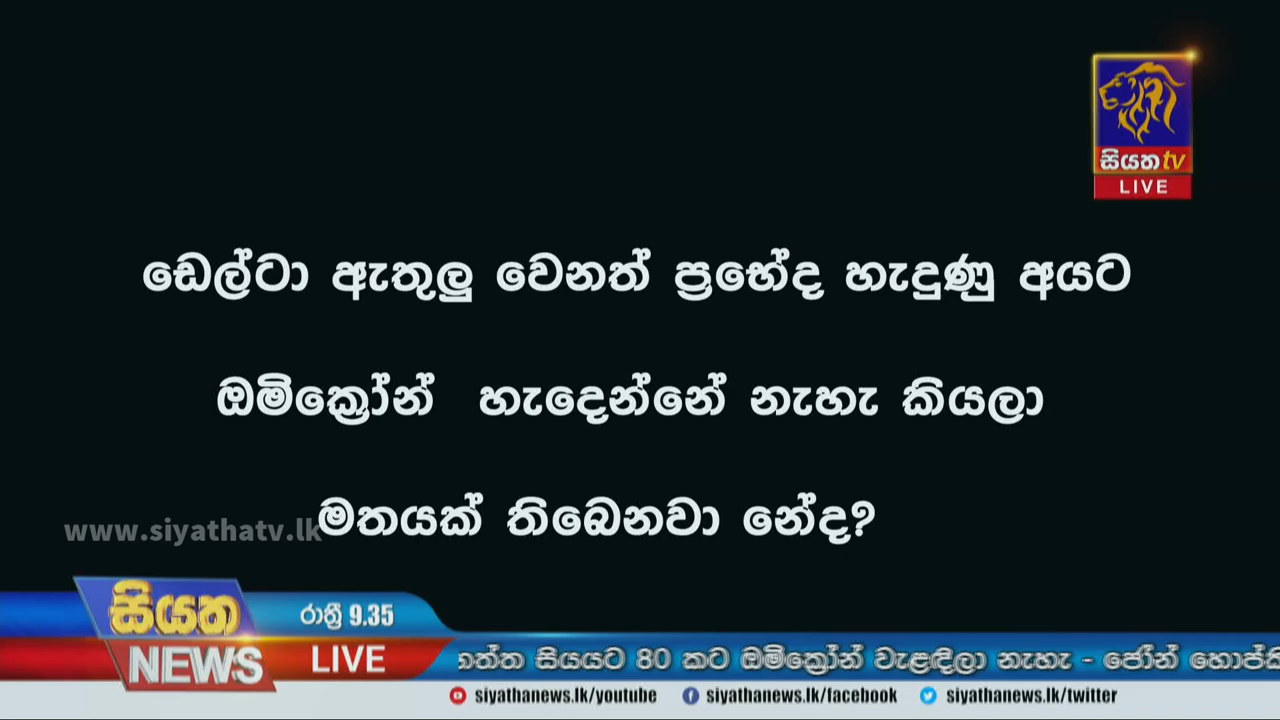 සියත tv
LIVE
ඩෙල්ටා ඇතුලු වෙනත් ප්‍රභේද හැදුණු අයට
ඔමික්‍රෝන් හැදෙන්නේ නැහැ කියලා
මතයක් තිබෙනවා නේද?
www.siyathatv.lk
සියත
NEWS
රාත්‍රී 9.35
LIVE
ගත්ත සියයට 80 කට ඔමික්‍රෝන් වැළඳිලා නැහැ - ජෝන් හොප්කි
siyathanews.lk/youtube siyathanews.lk/facebook siyathanews.lk/twitter